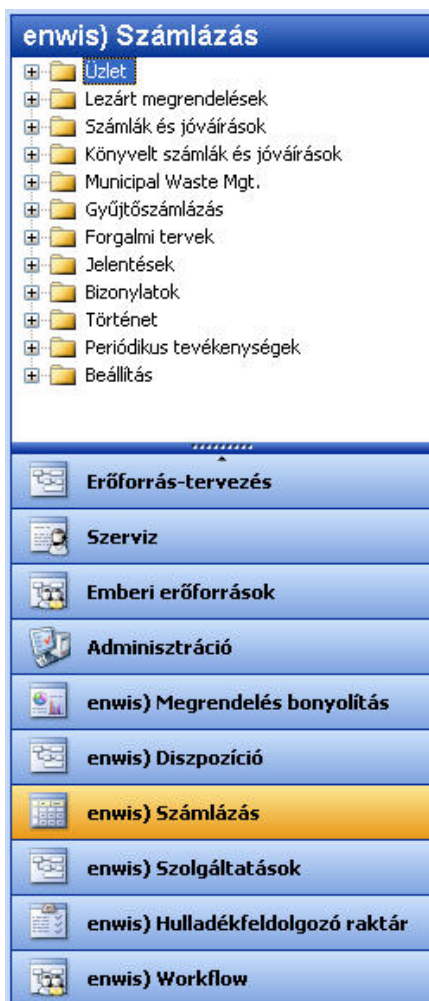 enwis) Számlázás
Üzlet
Lezárt megrendelések
Számlák és jóváírások
Könyvelt számlák és jóváírások
Municipal Waste Mgt.
Gyűjtőszámlázás
Forgalmi tervek
Jelentések
Bizonylatok
Történet
Periódikus tevékenységek
Beállítás
Erőforrás-tervezés
Szerviz
Emberi erőforrások
Adminisztráció
enwis) Megrendelés bonyolítás
enwis) Diszpozíció
enwis) Számlázás
enwis) Szolgáltatások
enwis) Hulladékfeldolgozó raktár
enwis) Workflow